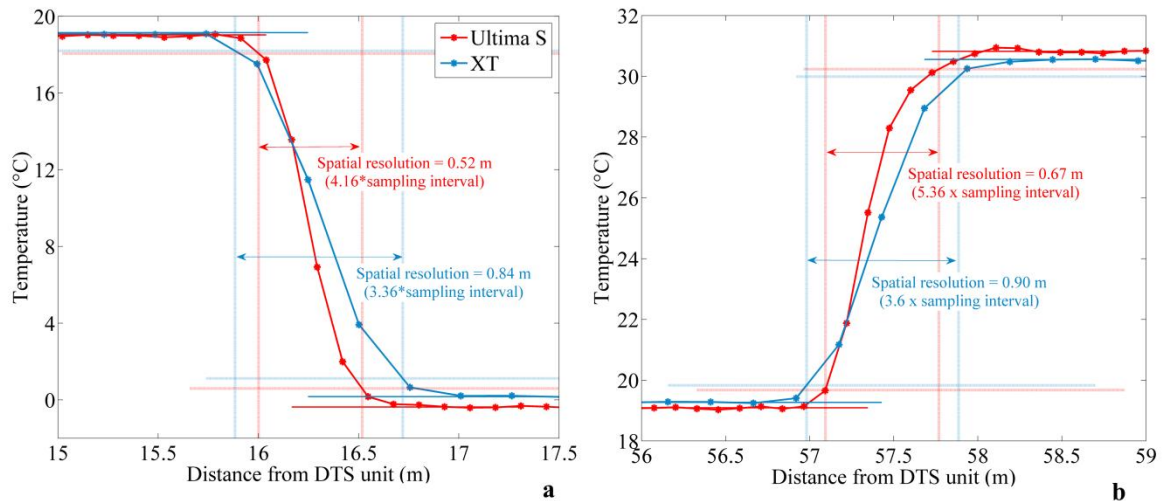 20
16
12
8
4
0
Temperature (°C)
Ultima S
XT
Spatial resolution = 0.52 m
(4.16*sampling interval)
Spatial resolution = 0.84 m
(3.36*sampling interval)
15
15.5
16
16.5
17
17.5
Distance from DTS unit (m)
a
32
30
28
26
24
22
20
18
Temperature (°C)
Spatial resolution = 0.67 m
(5.36 x sampling interval)
Spatial resolution = 0.90 m
(3.6 x sampling interval)
56
56.5
57
57.5
58
58.5
59
Distance from DTS unit (m)
b